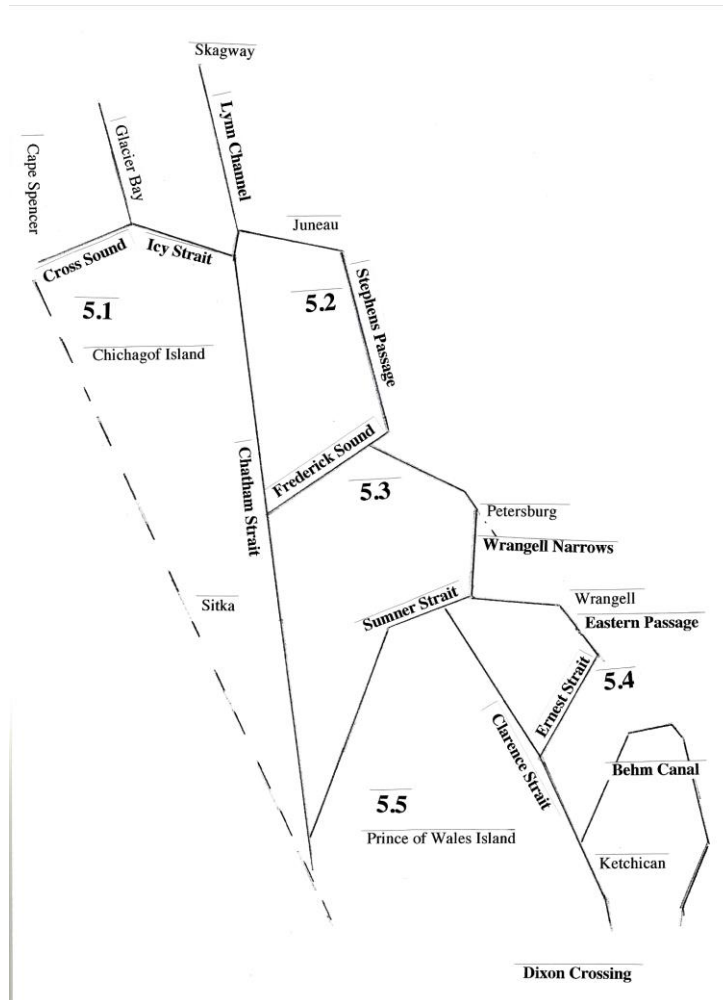 Skagway
Lynn Channel
Glacier Bay
Cape Spencer
Juneau
Cross Sound
Icy Strait
5.1
5.2
Stephens Passage
Chichagof Island
Chatham Strait
Frederick Sound
5.3
Petersburg
Wrangell Narrows
Sitka
Sumner Strait
Wrangell
Eastern Passage
Ernest Strait
5.4
Clarence Strait
Behm Canal
5.5
Prince of Wales Island
Ketchican
Dixon Crossing